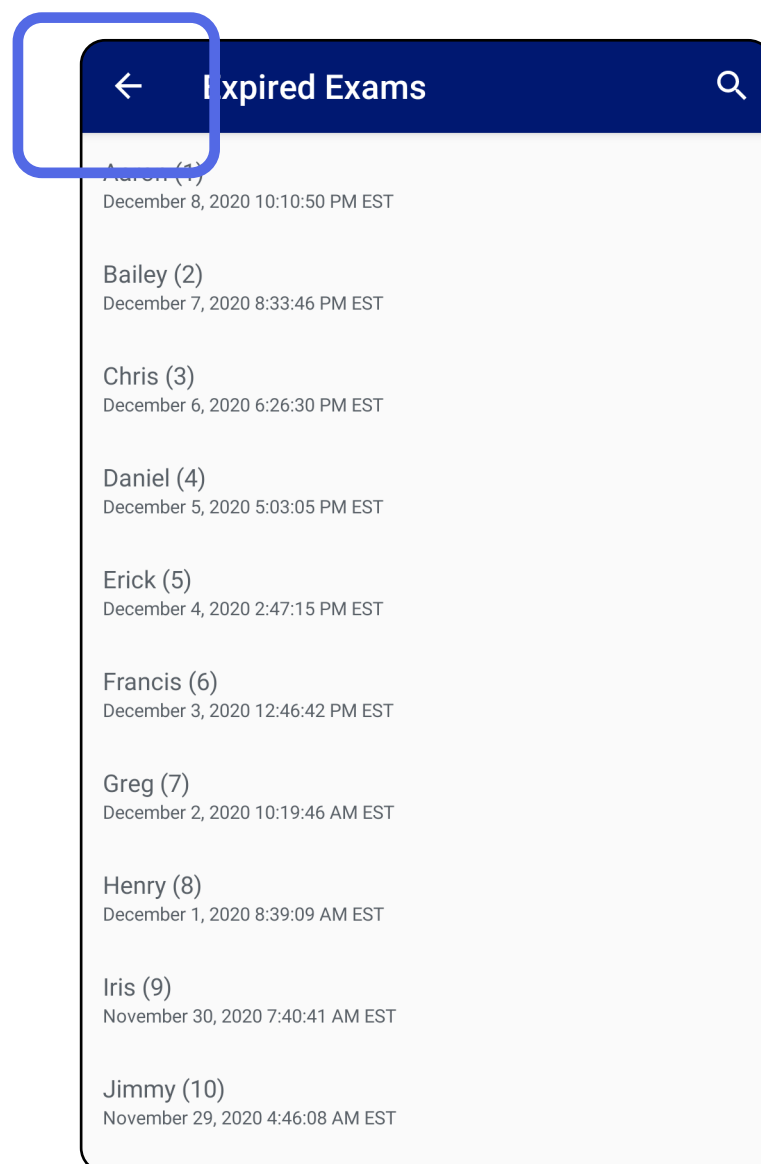 Expired Exams
Aaron (1)
December 8, 2020 10:10:50 PM EST
Bailey (2)
December 7, 2020 8:33:46 PM EST
Chris (3)
December 6, 2020 6:26:30 PM EST
Daniel (4)
December 5, 2020 5:03:05 PM EST
Erick (5)
December 4, 2020 2:47:15 PM EST
Francis (6)
December 3, 2020 12:46:42 PM EST
Greg (7)
December 2, 2020 10:19:46 AM EST
Henry (8)
December 1, 2020 8:39:09 AM EST
Iris (9)
November 30, 2020 7:40:41 AM EST
Jimmy (10)
November 29, 2020 4:46:08 AM EST